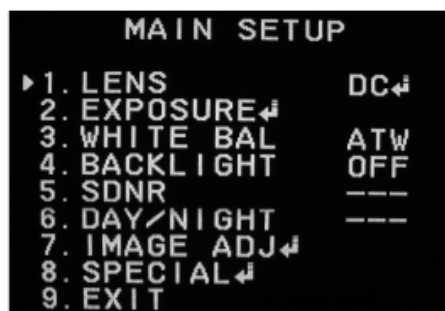 MAIN SETUP
▶1. LENS DC↲
2. EXPOSURE↲
3. WHITE BAL ATW
4. BACKLIGHT OFF
5. SDNR ---
6. DAY/NIGHT ---
7. IMAGE ADJ↲
8. SPECIAL↲
9. EXIT